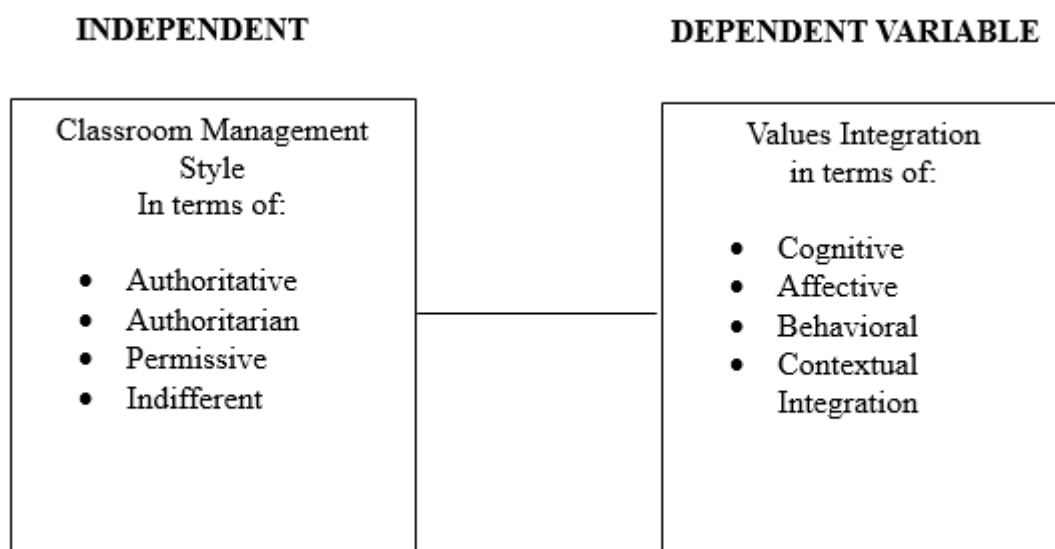 INDEPENDENT
DEPENDENT VARIABLE
Classroom Management
Style
In terms of:
• Authoritative
• Authoritarian
• Permissive
• Indifferent
Values Integration
in terms of:
• Cognitive
• Affective
• Behavioral
• Contextual
Integration